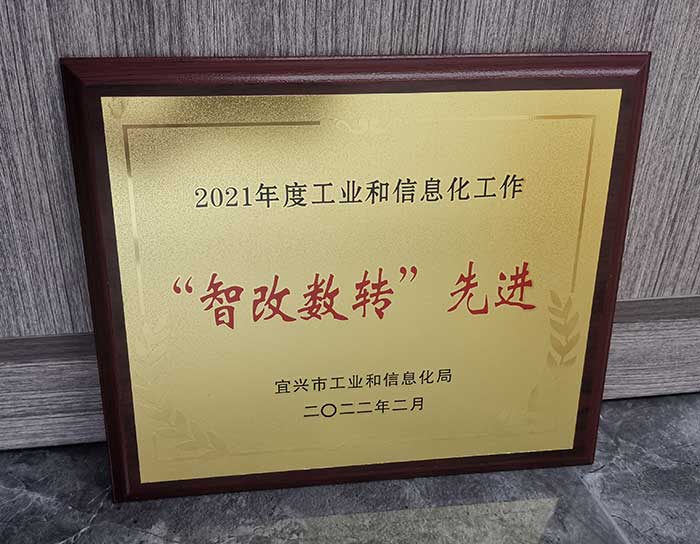 2021年度工业和信息化工作
“智改数转”先进
宜兴市工业和信息化局
二〇二二年二月